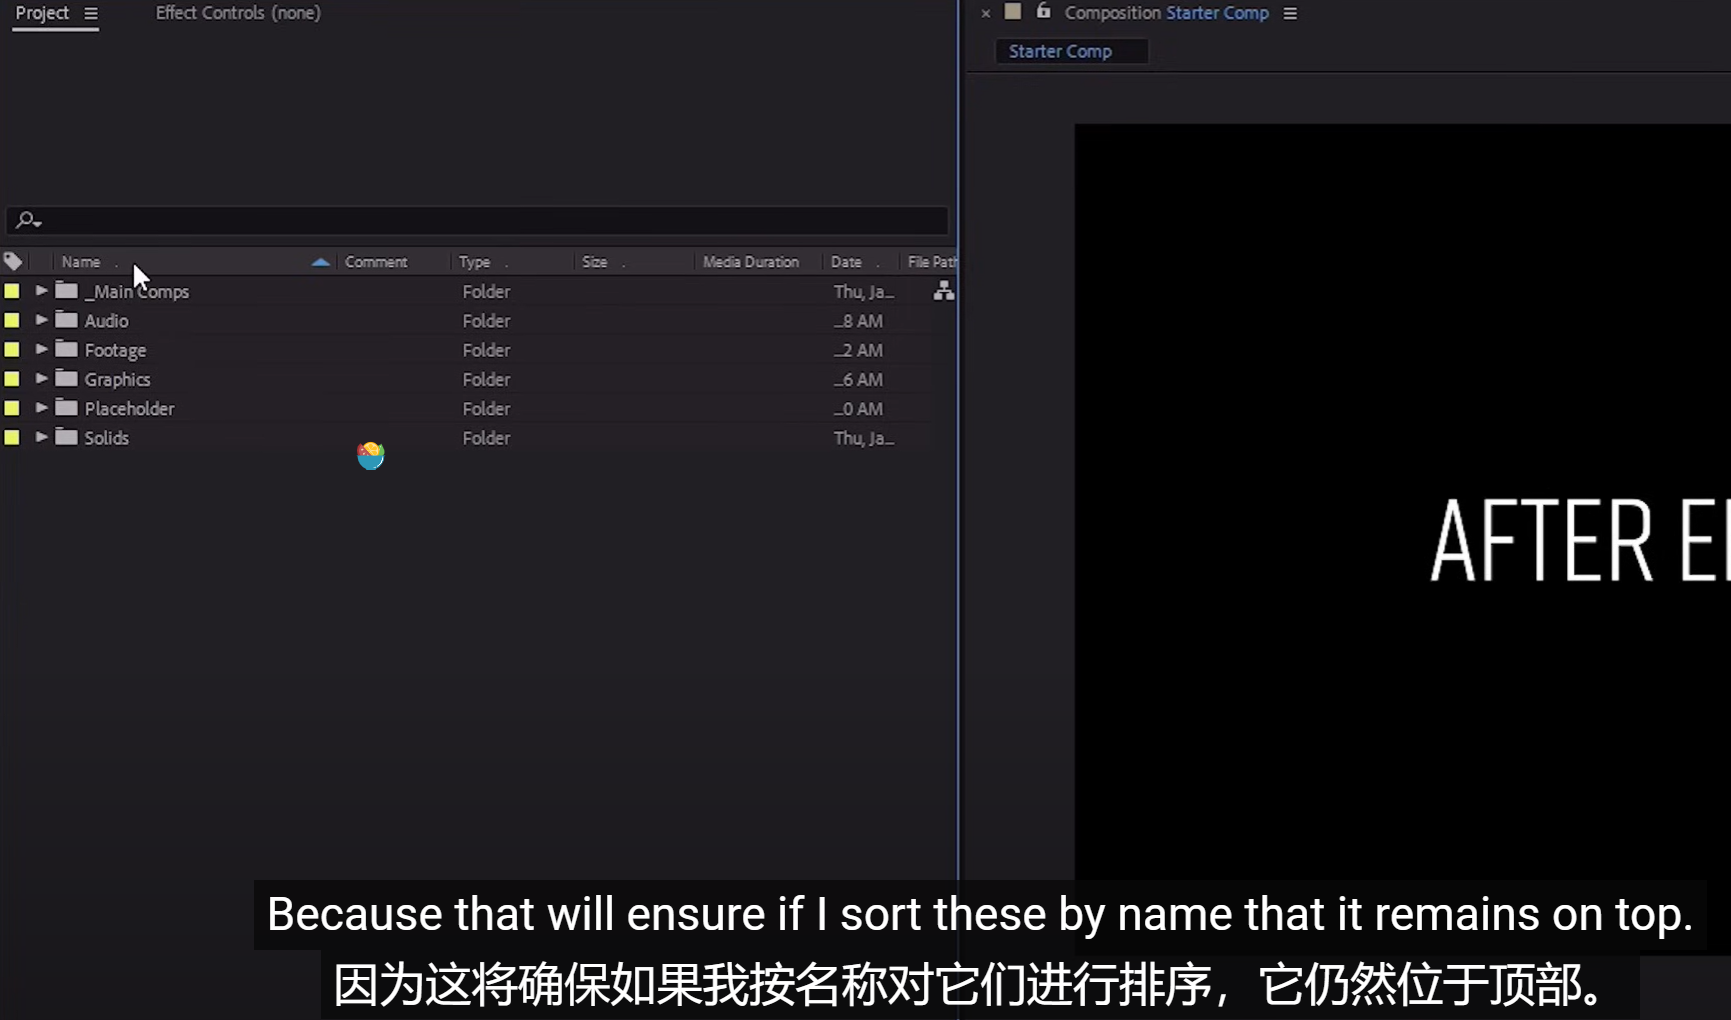 Project
Effect Controls (none)
Composition Starter Comp
Starter Comp
Name Comment Type Size Media Duration Date File Path
_Main Comps Folder Thu, Ja...
Audio Folder ...8 AM
Footage Folder ...2 AM
Graphics Folder ...6 AM
Placeholder Folder ...0 AM
Solids Folder Thu, Ja...
AFTER
Because that will ensure if I sort these by name that it remains on top.
因为这将确保如果我按名称对它们进行排序，它仍然位于顶部。